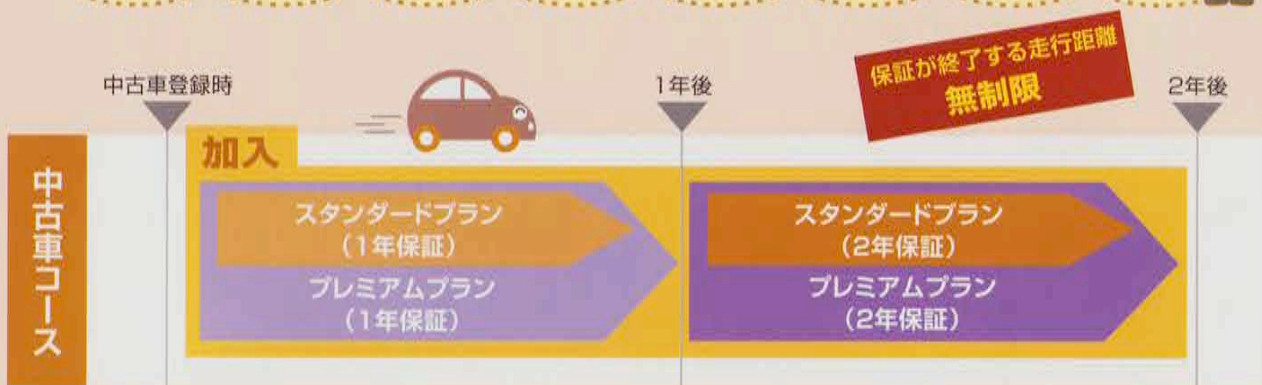 中古車登録時
1年後
保証が終了する走行距離
無制限
2年後
中古車コース
加入
スタンダードプラン
(1年保証)
プレミアムプラン
(1年保証)
スタンダードプラン
(2年保証)
プレミアムプラン
(2年保証)